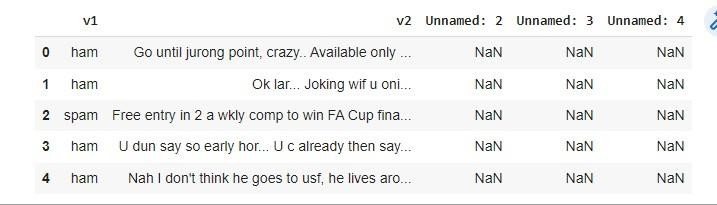 v1 v2 Unnamed: 2 Unnamed: 3 Unnamed: 4
0 ham Go until jurong point, crazy.. Available only ... NaN NaN NaN
1 ham Ok lar... Joking wif u oni... NaN NaN NaN
2 spam Free entry in 2 a wkly comp to win FA Cup fina... NaN NaN NaN
3 ham U dun say so early hor... U c already then say... NaN NaN NaN
4 ham Nah I don't think he goes to usf, he lives aro... NaN NaN NaN